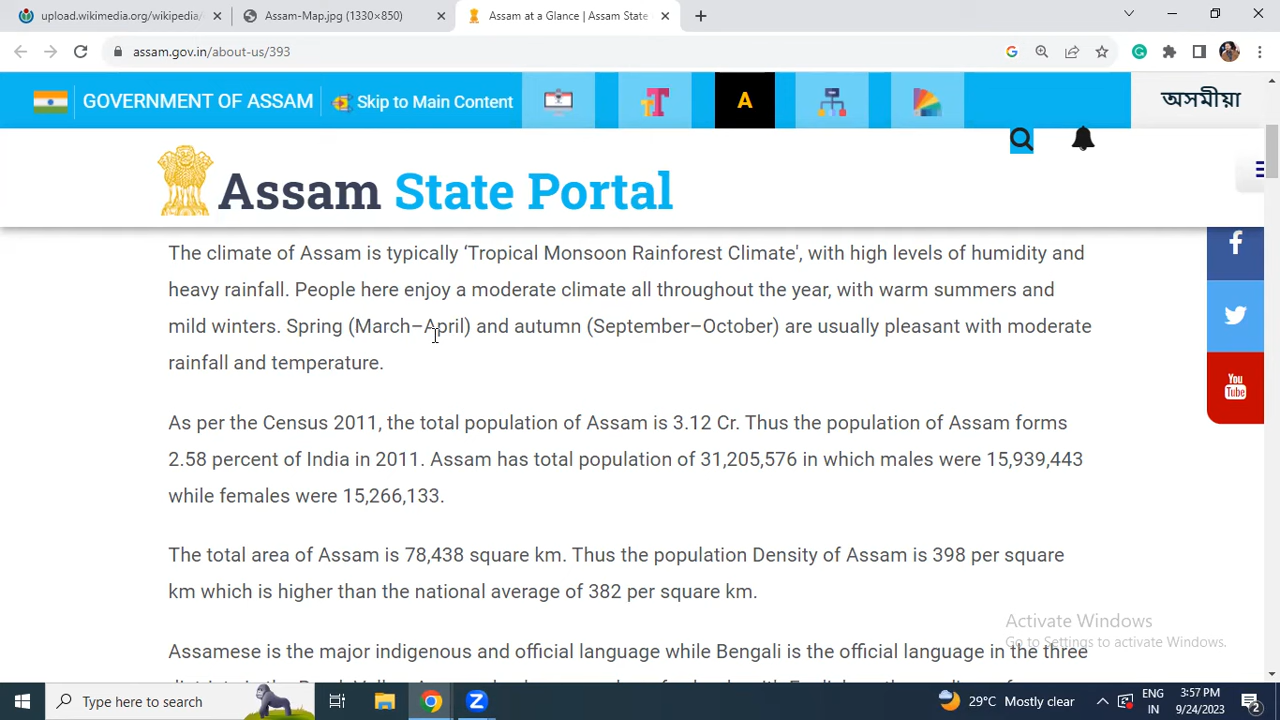 upload.wikimedia.org/wikipedia/
Assam-Map.jpg (1330×850)
Assam at a Glance | Assam State
assam.gov.in/about-us/393
GOVERNMENT OF ASSAM
Skip to Main Content
T
A
অসমীয়া
Assam State Portal
The climate of Assam is typically ‘Tropical Monsoon Rainforest Climate', with high levels of humidity and
heavy rainfall. People here enjoy a moderate climate all throughout the year, with warm summers and
mild winters. Spring (March–April) and autumn (September–October) are usually pleasant with moderate
rainfall and temperature.
As per the Census 2011, the total population of Assam is 3.12 Cr. Thus the population of Assam forms
2.58 percent of India in 2011. Assam has total population of 31,205,576 in which males were 15,939,443
while females were 15,266,133.
The total area of Assam is 78,438 square km. Thus the population Density of Assam is 398 per square
km which is higher than the national average of 382 per square km.
Assamese is the major indigenous and official language while Bengali is the official language in the three
You
Tube
Activate Windows
Go to Settings to activate Windows.
Type here to search
29°C Mostly clear
ENG
IN
3:57 PM
9/24/2023
2